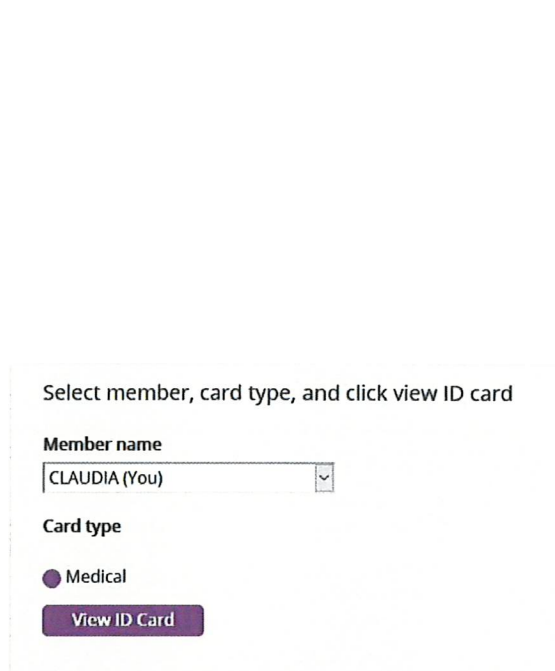 Select member, card type, and click view ID card
Member name
CLAUDIA (You)
Card type
Medical
View ID Card